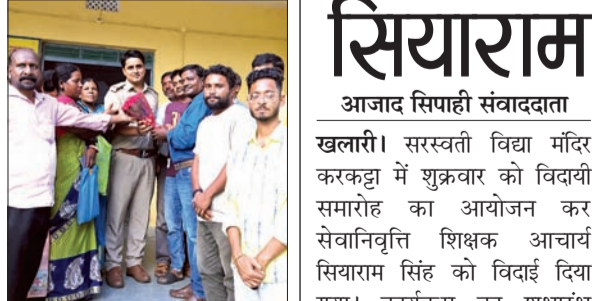 सियाराम
आजाद सिपाही संवाददाता
खलारी। सरस्वती विद्या मंदिर
करकट्टा में शुक्रवार को विदायी
समारोह का आयोजन कर
सेवानिवृत्ति शिक्षक आचार्य
सियाराम सिंह को विदाई दिया